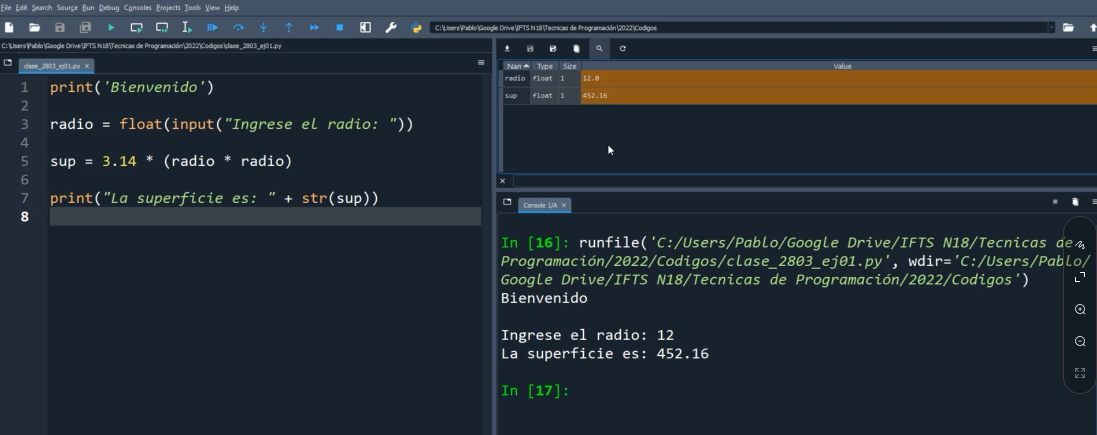 File Edit Search Source Run Debug Consoles Projects Tools View Help
C:\Users\Pablo\Google Drive\IFTS N18\Tecnicas de Programación\2022\Codigos
C:\Users\Pablo\Google Drive\IFTS N18\Tecnicas de Programación\2022\Codigos\clase_2803_ej01.py
clase_2803_ej01.py
1 print('Bienvenido')
2
3 radio = float(input("Ingrese el radio: "))
4
5 sup = 3.14 * (radio * radio)
6
7 print("La superficie es: " + str(sup))
8
Nam Type Size Value
radio float 1 12.0
sup float 1 452.16
Console 1/A
In [16]: runfile('C:/Users/Pablo/Google Drive/IFTS N18/Tecnicas de
Programación/2022/Codigos/clase_2803_ej01.py', wdir='C:/Users/Pablo/
Google Drive/IFTS N18/Tecnicas de Programación/2022/Codigos')
Bienvenido
Ingrese el radio: 12
La superficie es: 452.16
In [17]: